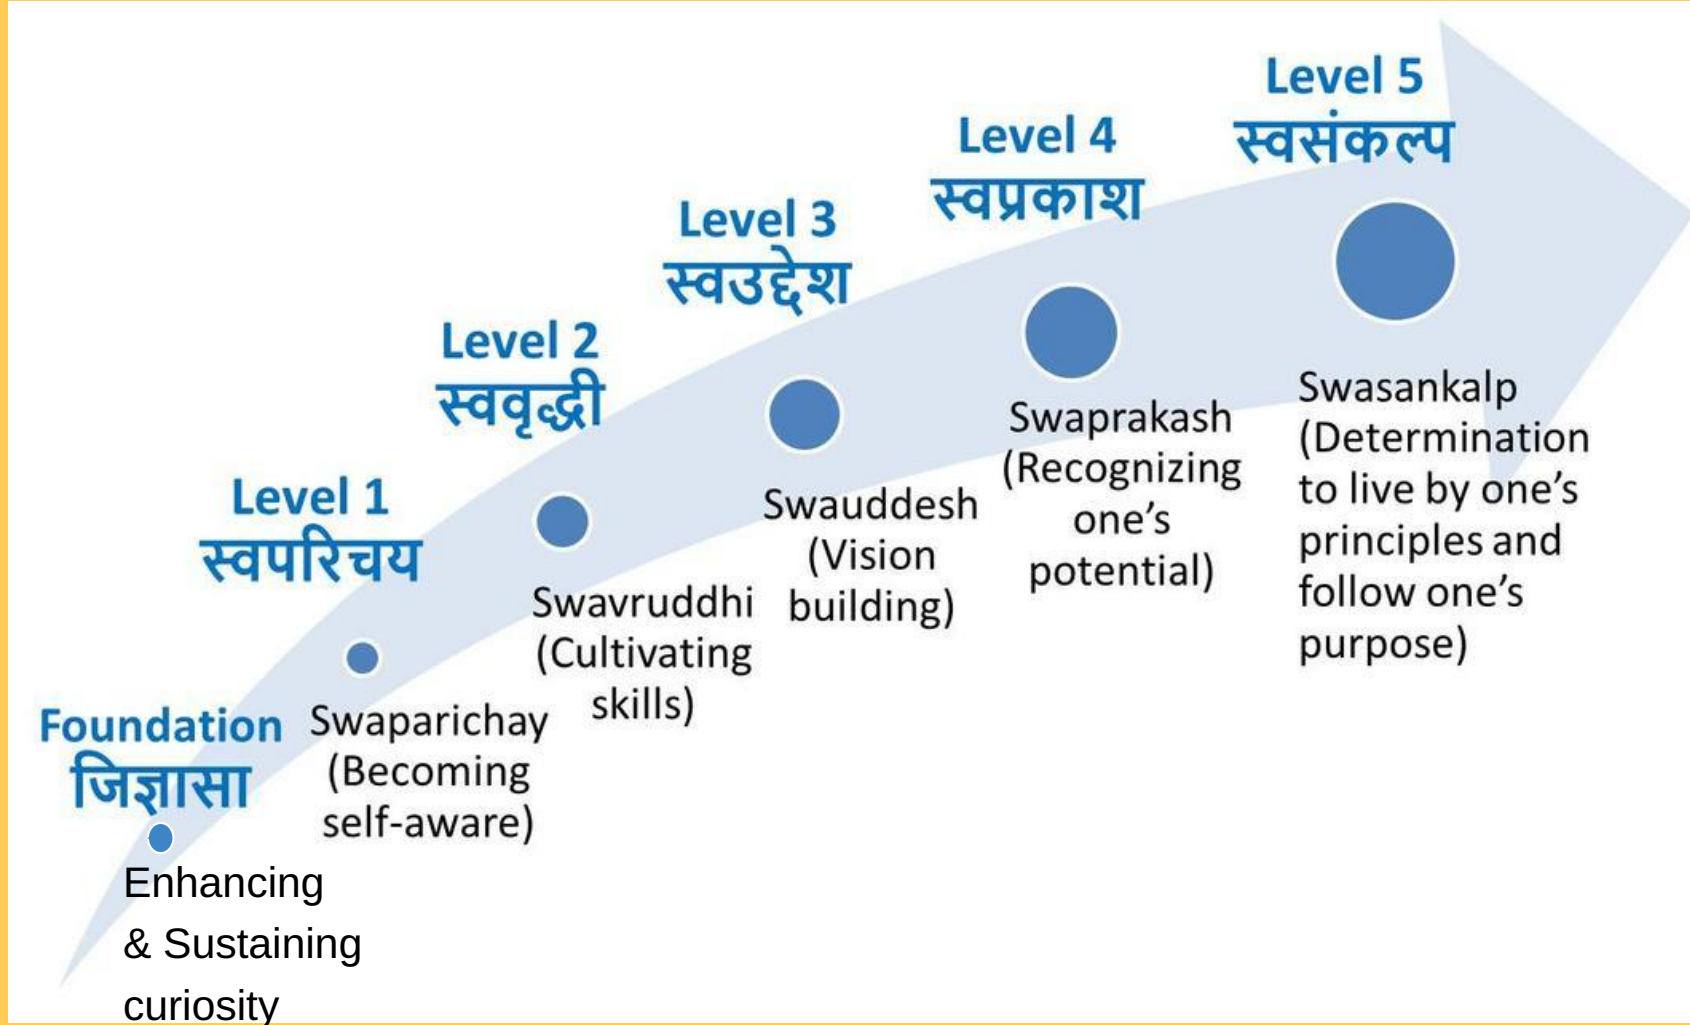 Foundation
जिज्ञासा
Enhancing
& Sustaining
curiosity
Level 1
स्वपरिचय
Swaparichay
(Becoming
self-aware)
Level 2
स्ववृद्धी
Swavruddhi
(Cultivating
skills)
Level 3
स्वउद्देश
Swauddesh
(Vision
building)
Level 4
स्वप्रकाश
Swaprakash
(Recognizing
one’s
potential)
Level 5
स्वसंकल्प
Swasankalp
(Determination
to live by one’s
principles and
follow one’s
purpose)